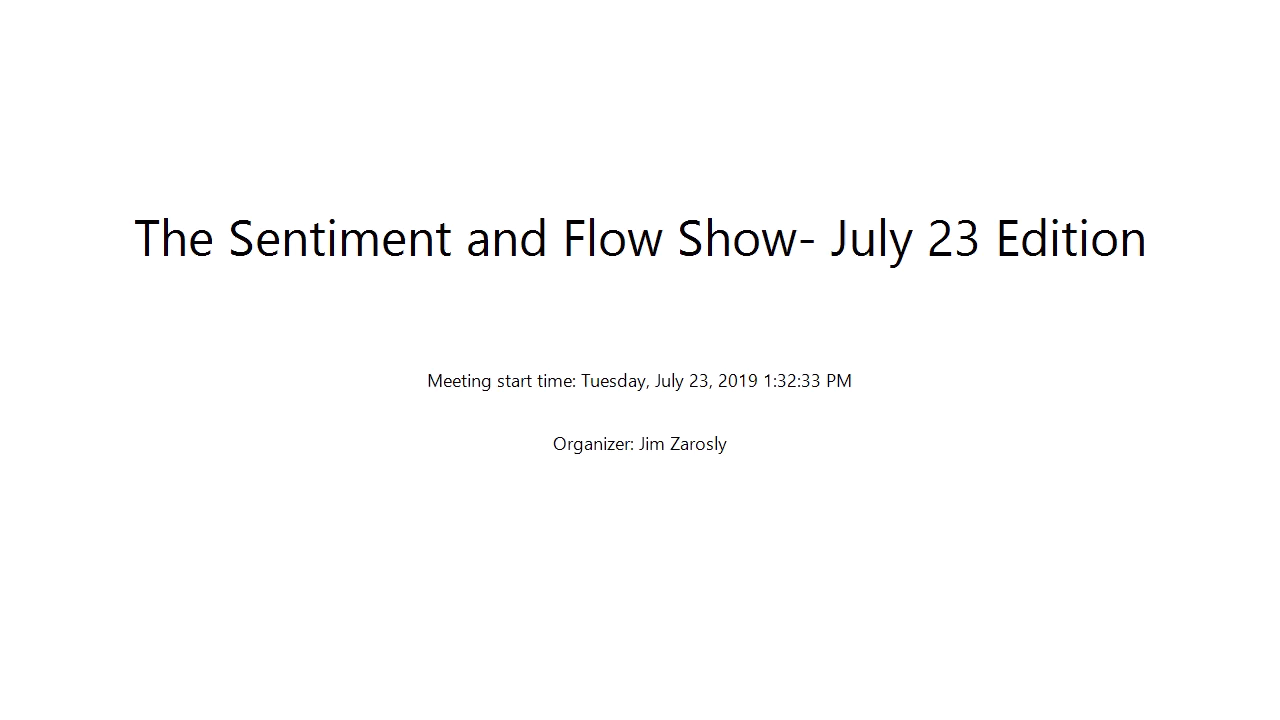 The Sentiment and Flow Show- July 23 Edition
Meeting start time: Tuesday, July 23, 2019 1:32:33 PM
Organizer: Jim Zarosly